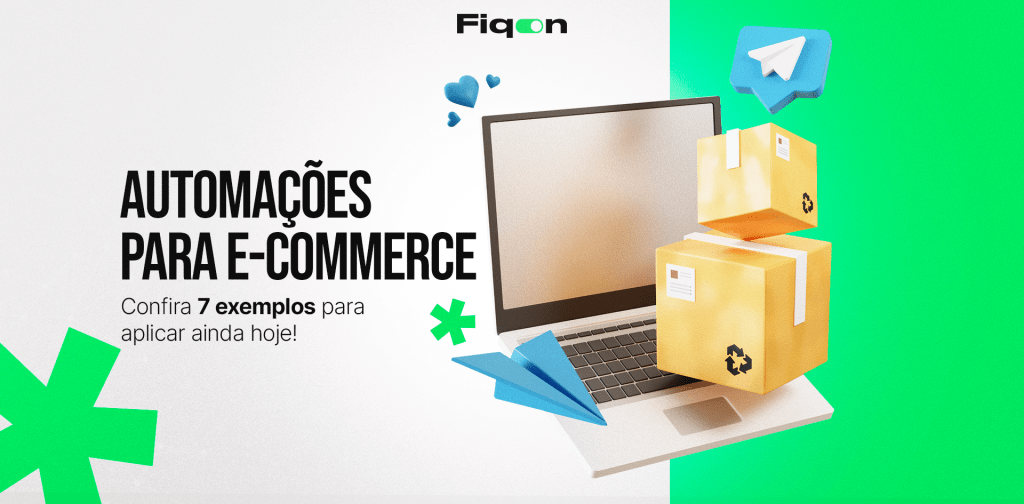 Fiqon
AUTOMAÇÕES
PARA E-COMMERCE
Confira 7 exemplos para
aplicar ainda hoje!